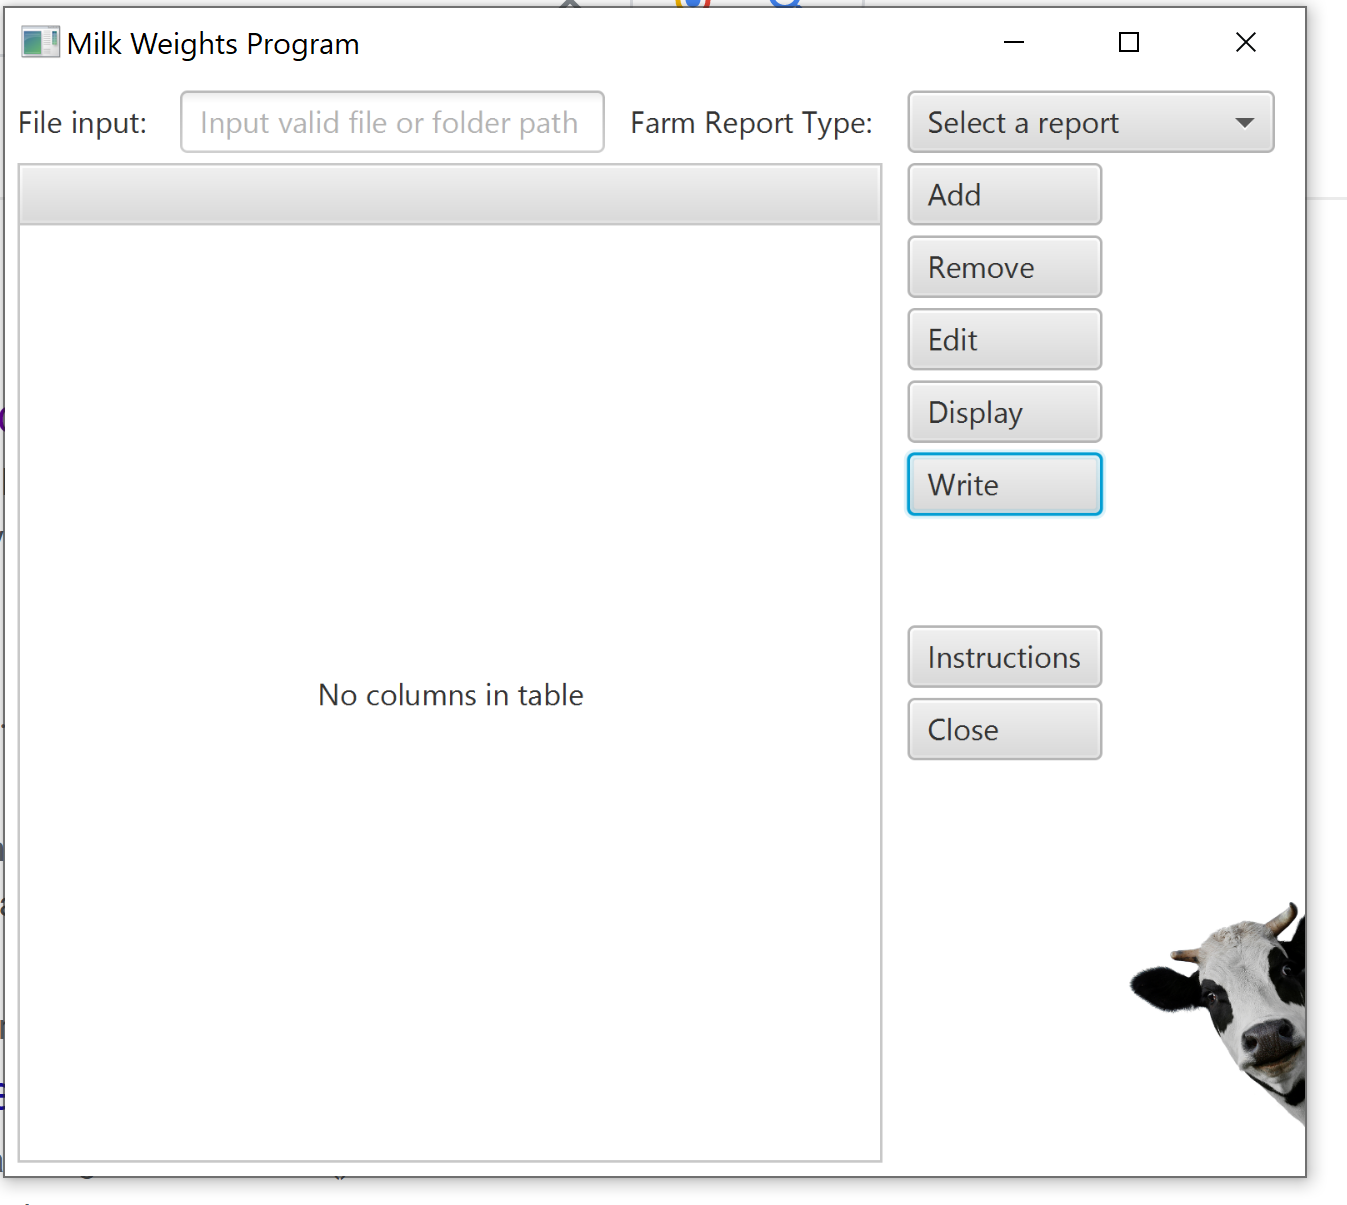 Milk Weights Program
File input: Input valid file or folder path Farm Report Type: Select a report
Add
Remove
Edit
Display
Write
Instructions
No columns in table
Close